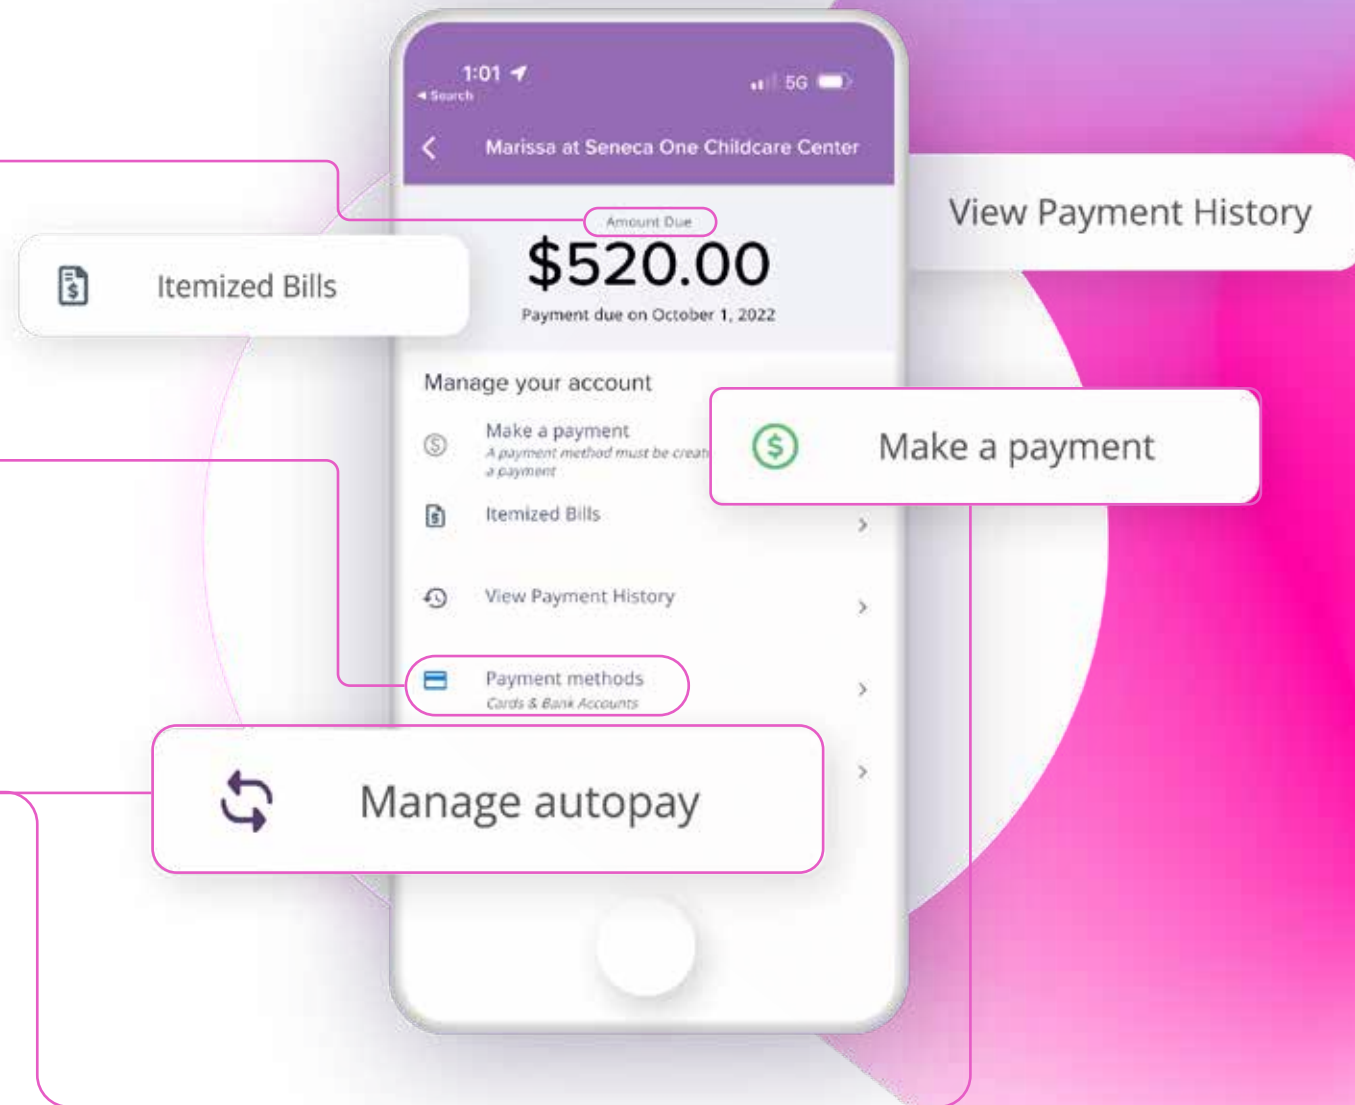 1:01
Search
5G
Marissa at Seneca One Childcare Center
View Payment History
Amount Due
$520.00
Payment due on October 1, 2022
Itemized Bills
Manage your account
Make a payment
A payment method must be
a payment
Make a payment
Itemized Bills
View Payment History
Payment methods
Cards & Bank Accounts
Manage autopay